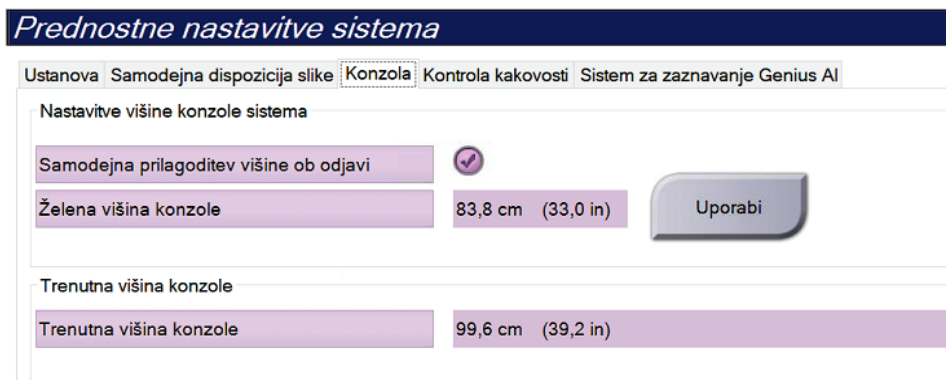 Prednostne nastavitve sistema
Ustanova Samodejna dispozicija slike Konzola Kontrola kakovosti Sistem za zaznavanje Genius AI
Nastavitve višine konzole sistema
Samodejna prilagoditev višine ob odjavi
Želena višina konzole 83,8 cm (33,0 in) Uporabi
Trenutna višina konzole
Trenutna višina konzole 99,6 cm (39,2 in)